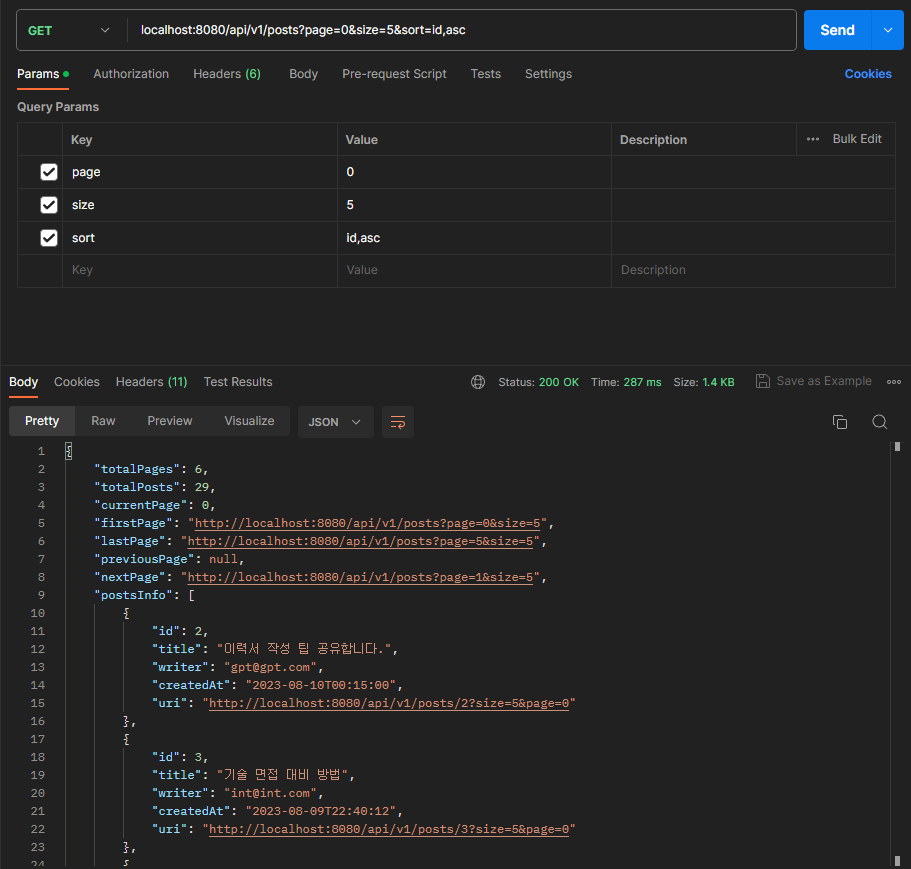 GET localhost:8080/api/v1/posts?page=0&size=5&sort=id,asc Send
Params Authorization Headers (6) Body Pre-request Script Tests Settings Cookies
Query Params
Key Value Description ••• Bulk Edit
page 0
size 5
sort id,asc
Key Value Description
Body Cookies Headers (11) Test Results Status: 200 OK Time: 287 ms Size: 1.4 KB Save as Example
Pretty Raw Preview Visualize JSON
1 {
2 "totalPages": 6,
3 "totalPosts": 29,
4 "currentPage": 0,
5 "firstPage": "http://localhost:8080/api/v1/posts?page=0&size=5",
6 "lastPage": "http://localhost:8080/api/v1/posts?page=5&size=5",
7 "previousPage": null,
8 "nextPage": "http://localhost:8080/api/v1/posts?page=1&size=5",
9 "postsInfo": [
10 {
11 "id": 2,
12 "title": "이력서 작성 팁 공유합니다.",
13 "writer": "gpt@gpt.com",
14 "createdAt": "2023-08-10T00:15:00",
15 "uri": "http://localhost:8080/api/v1/posts/2?size=5&page=0"
16 },
17 {
18 "id": 3,
19 "title": "기술 면접 대비 방법",
20 "writer": "int@int.com",
21 "createdAt": "2023-08-09T22:40:12",
22 "uri": "http://localhost:8080/api/v1/posts/3?size=5&page=0"
23 },
24 {